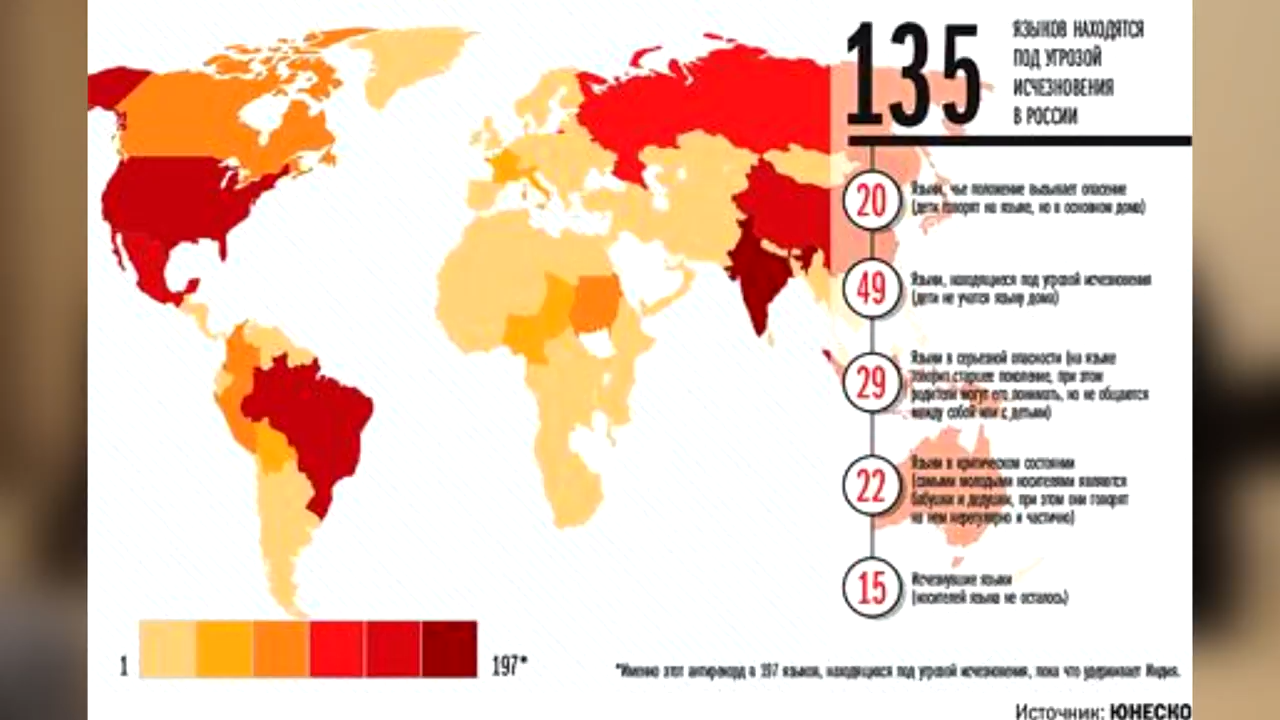 135
ЯЗЫКОВ НАХОДЯТСЯ
ПОД УГРОЗОЙ
ИСЧЕЗНОВЕНИЯ
В РОССИИ
20
Языки, чье положение вызывает опасение
(дети говорят на языке, но в основном дома)
49
Языки, находящиеся под угрозой исчезновения
(дети не учатся языку дома)
29
Языки в серьезной опасности (на языке
говорит старшее поколение, при этом
родители могут его понимать, но не общаются
между собой или с детьми)
22
Языки в критическом состоянии
(самыми молодыми носителями являются
бабушки и дедушки, при этом они говорят
на нем нерегулярно и частично)
15
Исчезнувшие языки
(носителей языка не осталось)
1
197*
*Именно этот антирекорд в 197 языков, находящихся под угрозой исчезновения, пока что удерживает Индия.
Источник: ЮНЕСКО